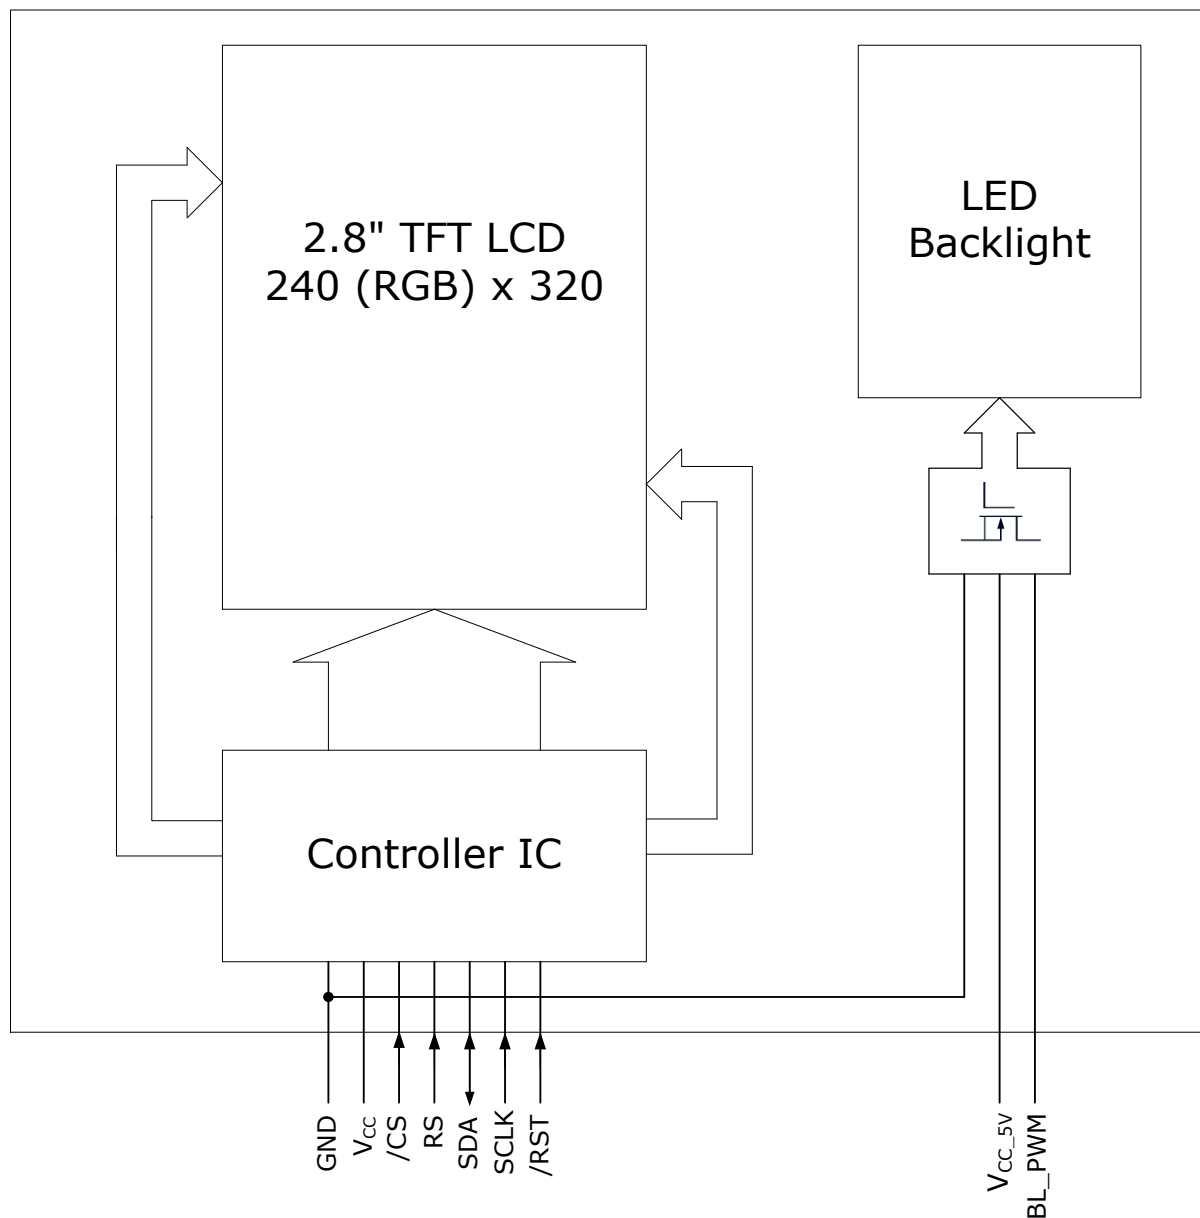 2.8" TFT LCD
240 (RGB) x 320
LED
Backlight
Controller IC
GND
VCC
/CS
RS
SDA
SCLK
/RST
VCC_5V
BL_PWM